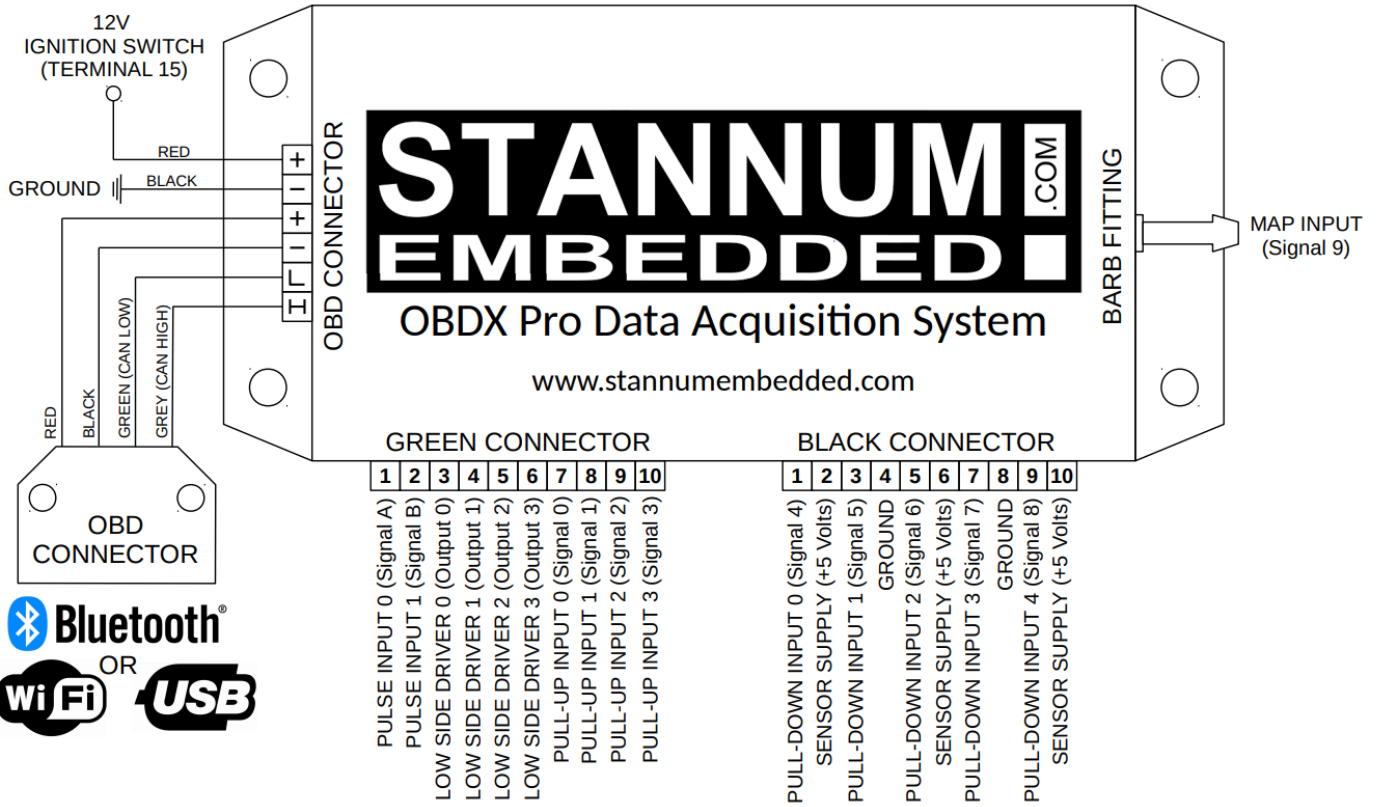 12V
IGNITION SWITCH
(TERMINAL 15)
RED
GROUND
BLACK
+
−
+
−
L
H
OBD CONNECTOR
STANNUM
.COM
EMBEDDED
OBDX Pro Data Acquisition System
www.stannumembedded.com
BARB FITTING
MAP INPUT
(Signal 9)
RED
BLACK
GREEN (CAN LOW)
GREY (CAN HIGH)
OBD
CONNECTOR
Bluetooth®
OR
Wi Fi
USB
GREEN CONNECTOR
1 2 3 4 5 6 7 8 9 10
PULSE INPUT 0 (Signal A)
PULSE INPUT 1 (Signal B)
LOW SIDE DRIVER 0 (Output 0)
LOW SIDE DRIVER 1 (Output 1)
LOW SIDE DRIVER 2 (Output 2)
LOW SIDE DRIVER 3 (Output 3)
PULL-UP INPUT 0 (Signal 0)
PULL-UP INPUT 1 (Signal 1)
PULL-UP INPUT 2 (Signal 2)
PULL-UP INPUT 3 (Signal 3)
BLACK CONNECTOR
1 2 3 4 5 6 7 8 9 10
PULL-DOWN INPUT 0 (Signal 4)
SENSOR SUPPLY (+5 Volts)
PULL-DOWN INPUT 1 (Signal 5)
GROUND
PULL-DOWN INPUT 2 (Signal 6)
SENSOR SUPPLY (+5 Volts)
PULL-DOWN INPUT 3 (Signal 7)
GROUND
PULL-DOWN INPUT 4 (Signal 8)
SENSOR SUPPLY (+5 Volts)